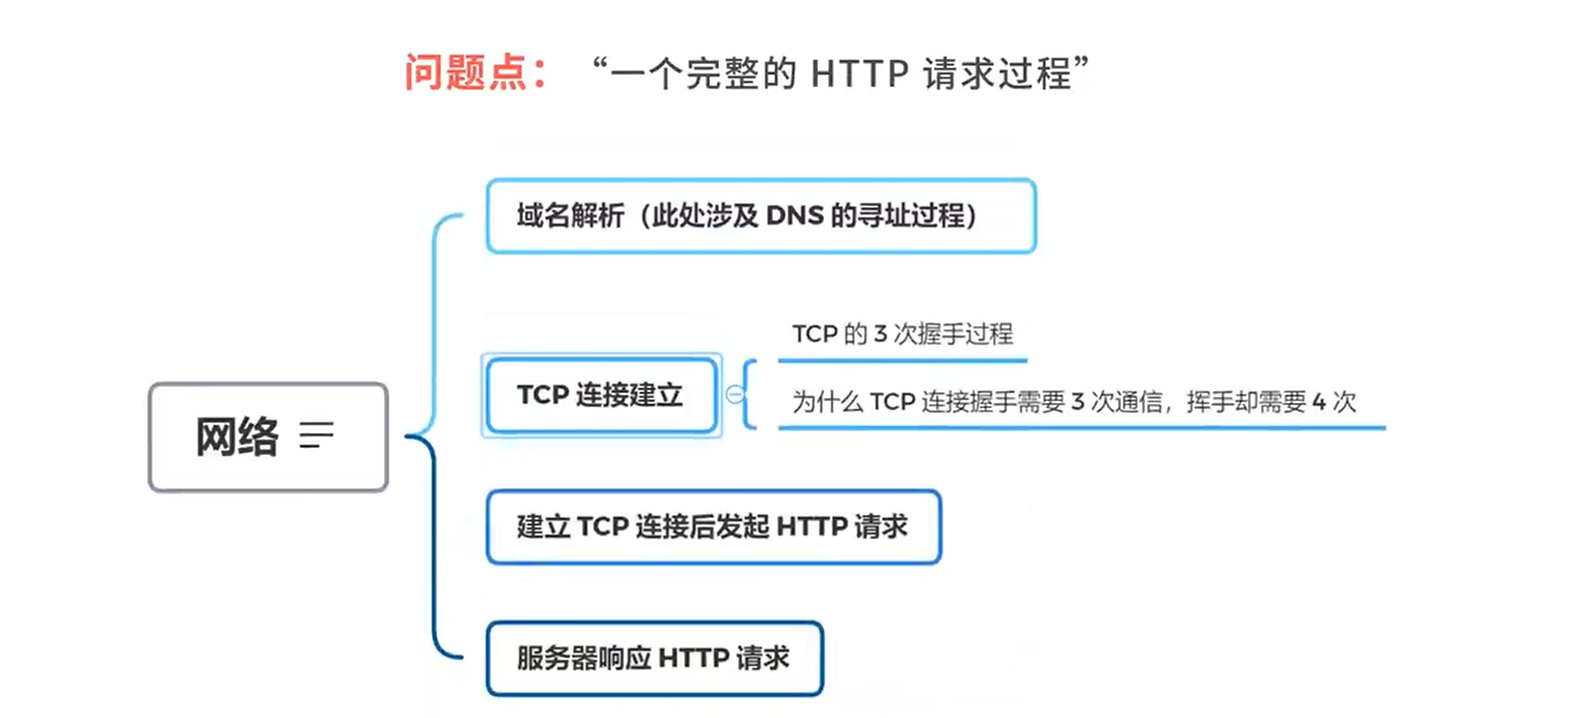 问题点： “一个完整的 HTTP 请求过程”
域名解析（此处涉及 DNS 的寻址过程）
TCP 的 3 次握手过程
TCP 连接建立
为什么 TCP 连接握手需要 3 次通信，挥手却需要 4 次
网络
建立 TCP 连接后发起 HTTP 请求
服务器响应 HTTP 请求